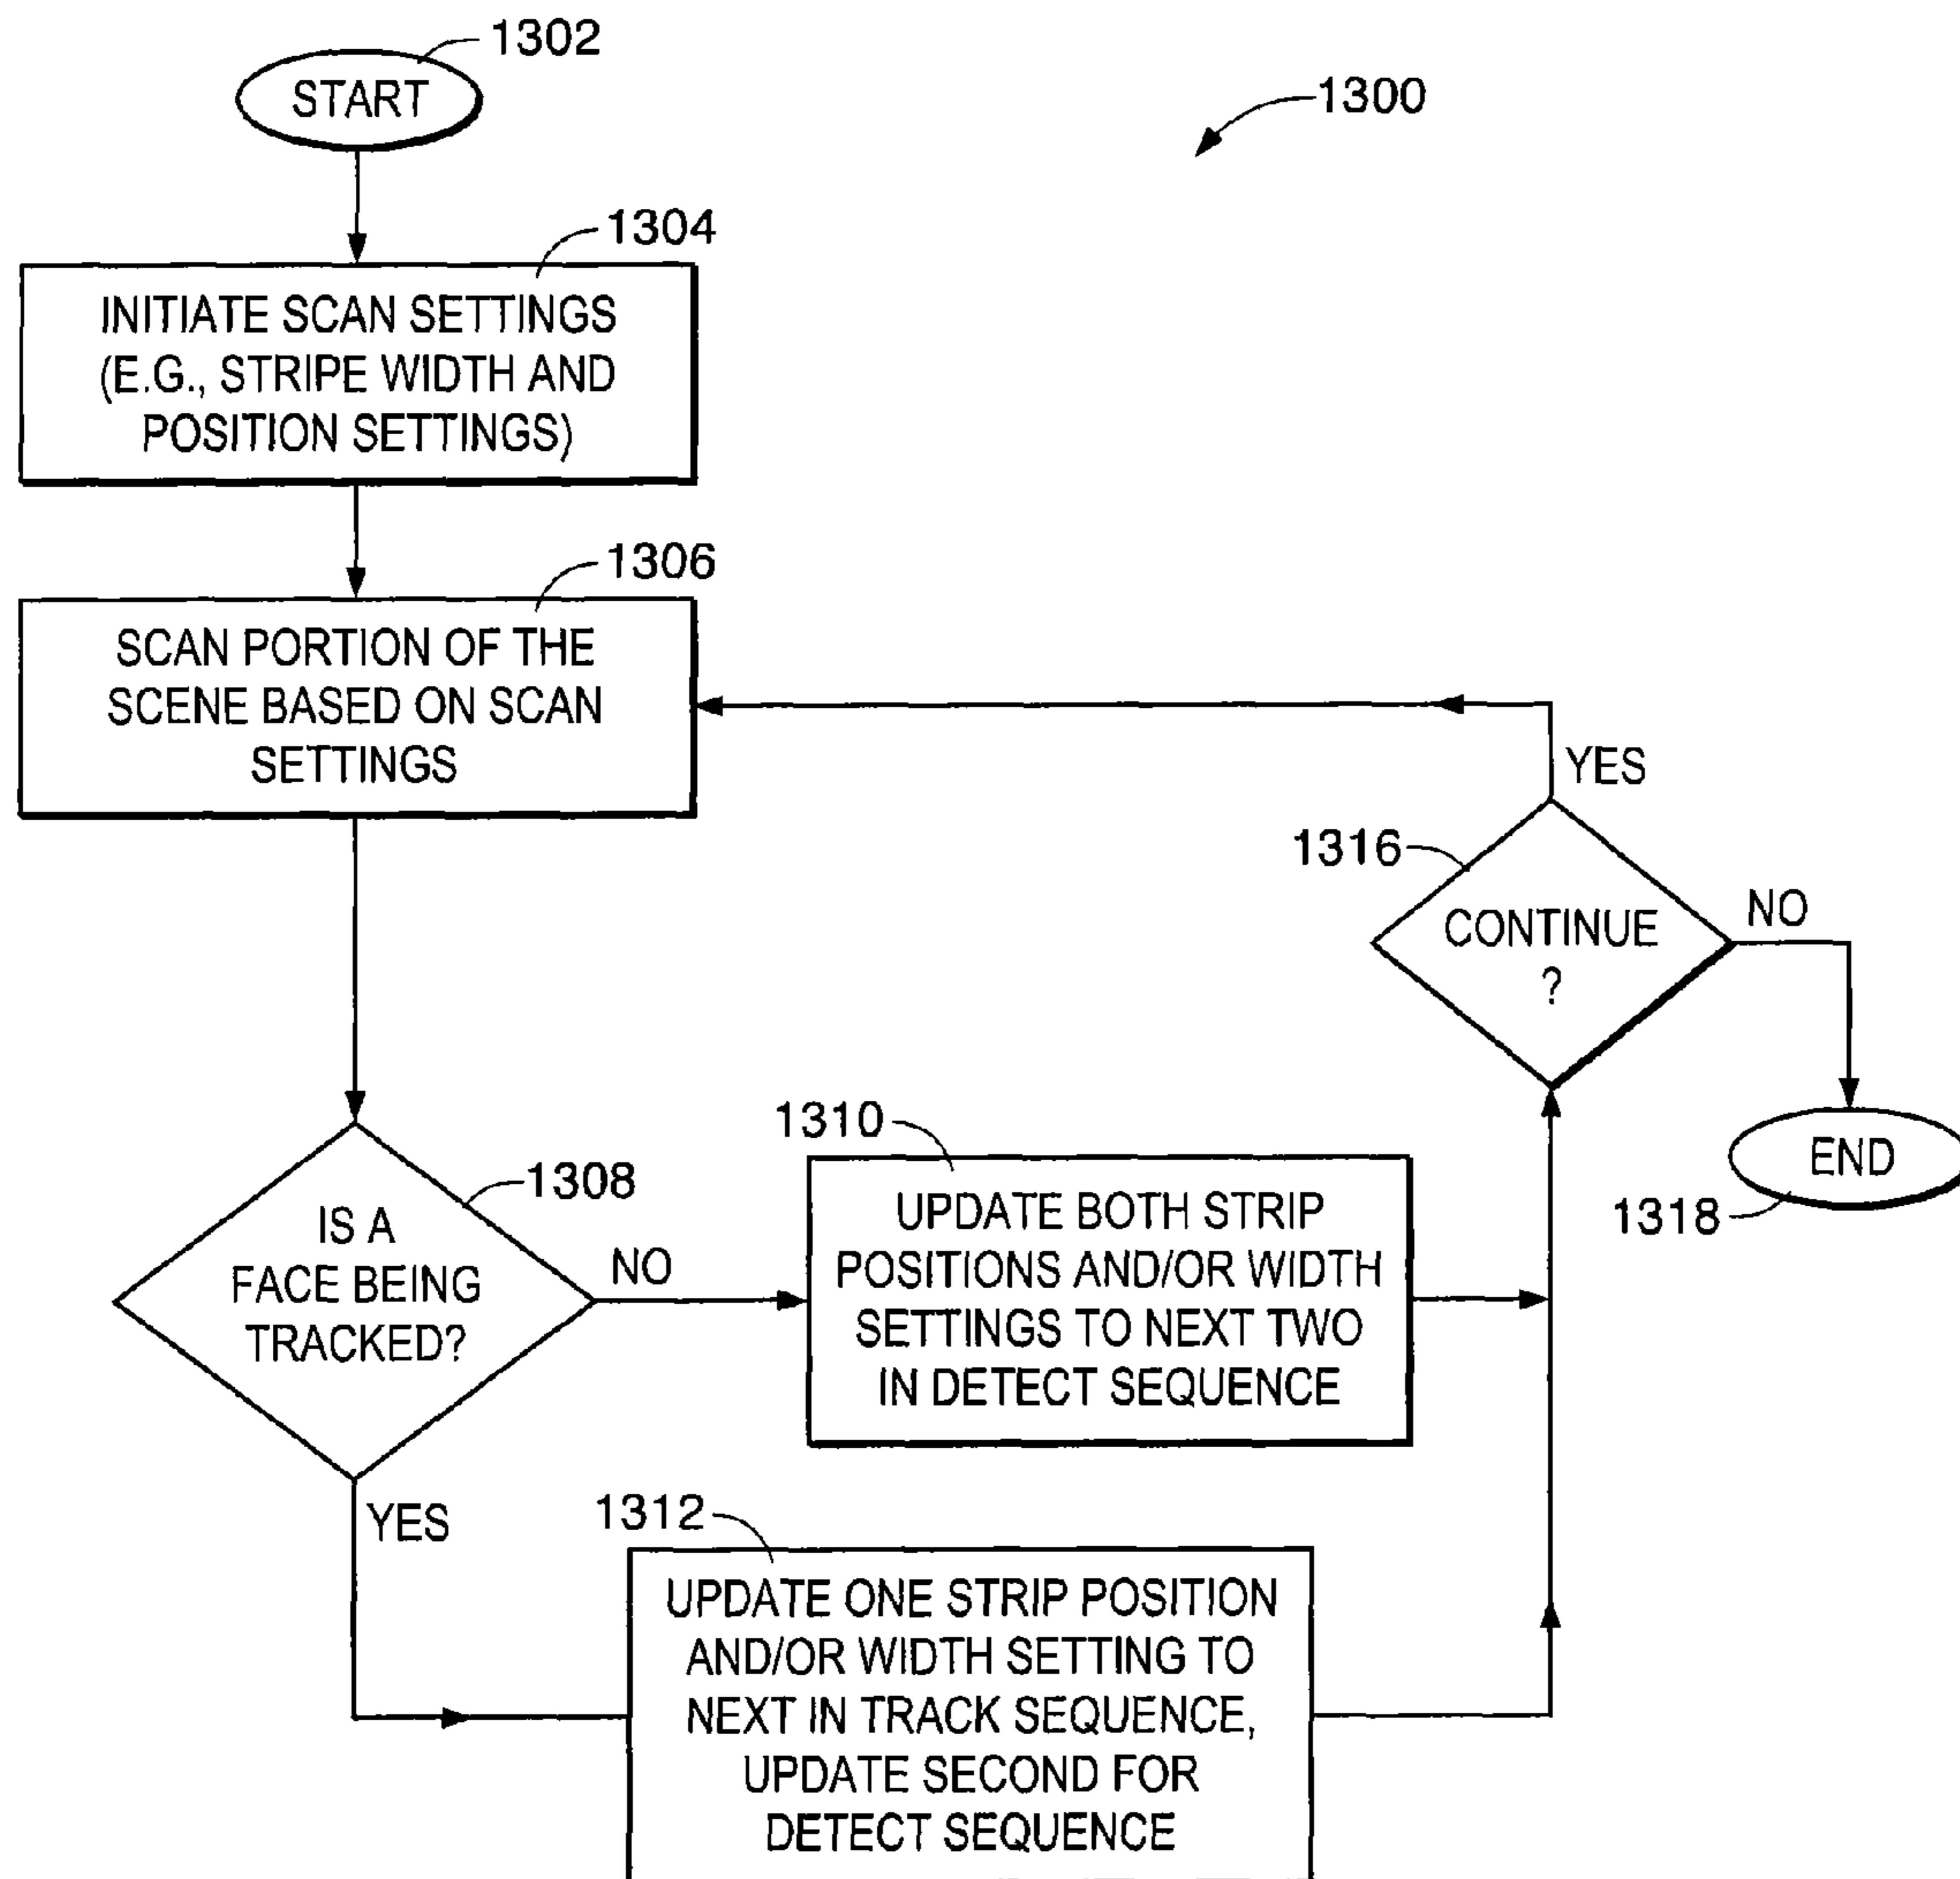 1302
START
1300
1304
INITIATE SCAN SETTINGS
(E.G., STRIPE WIDTH AND
POSITION SETTINGS)
1306
SCAN PORTION OF THE
SCENE BASED ON SCAN
SETTINGS
YES
1316
CONTINUE
?
NO
END
1318
1308
IS A
FACE BEING
TRACKED?
NO
1310
UPDATE BOTH STRIP
POSITIONS AND/OR WIDTH
SETTINGS TO NEXT TWO
IN DETECT SEQUENCE
YES
1312
UPDATE ONE STRIP POSITION
AND/OR WIDTH SETTING TO
NEXT IN TRACK SEQUENCE,
UPDATE SECOND FOR
DETECT SEQUENCE